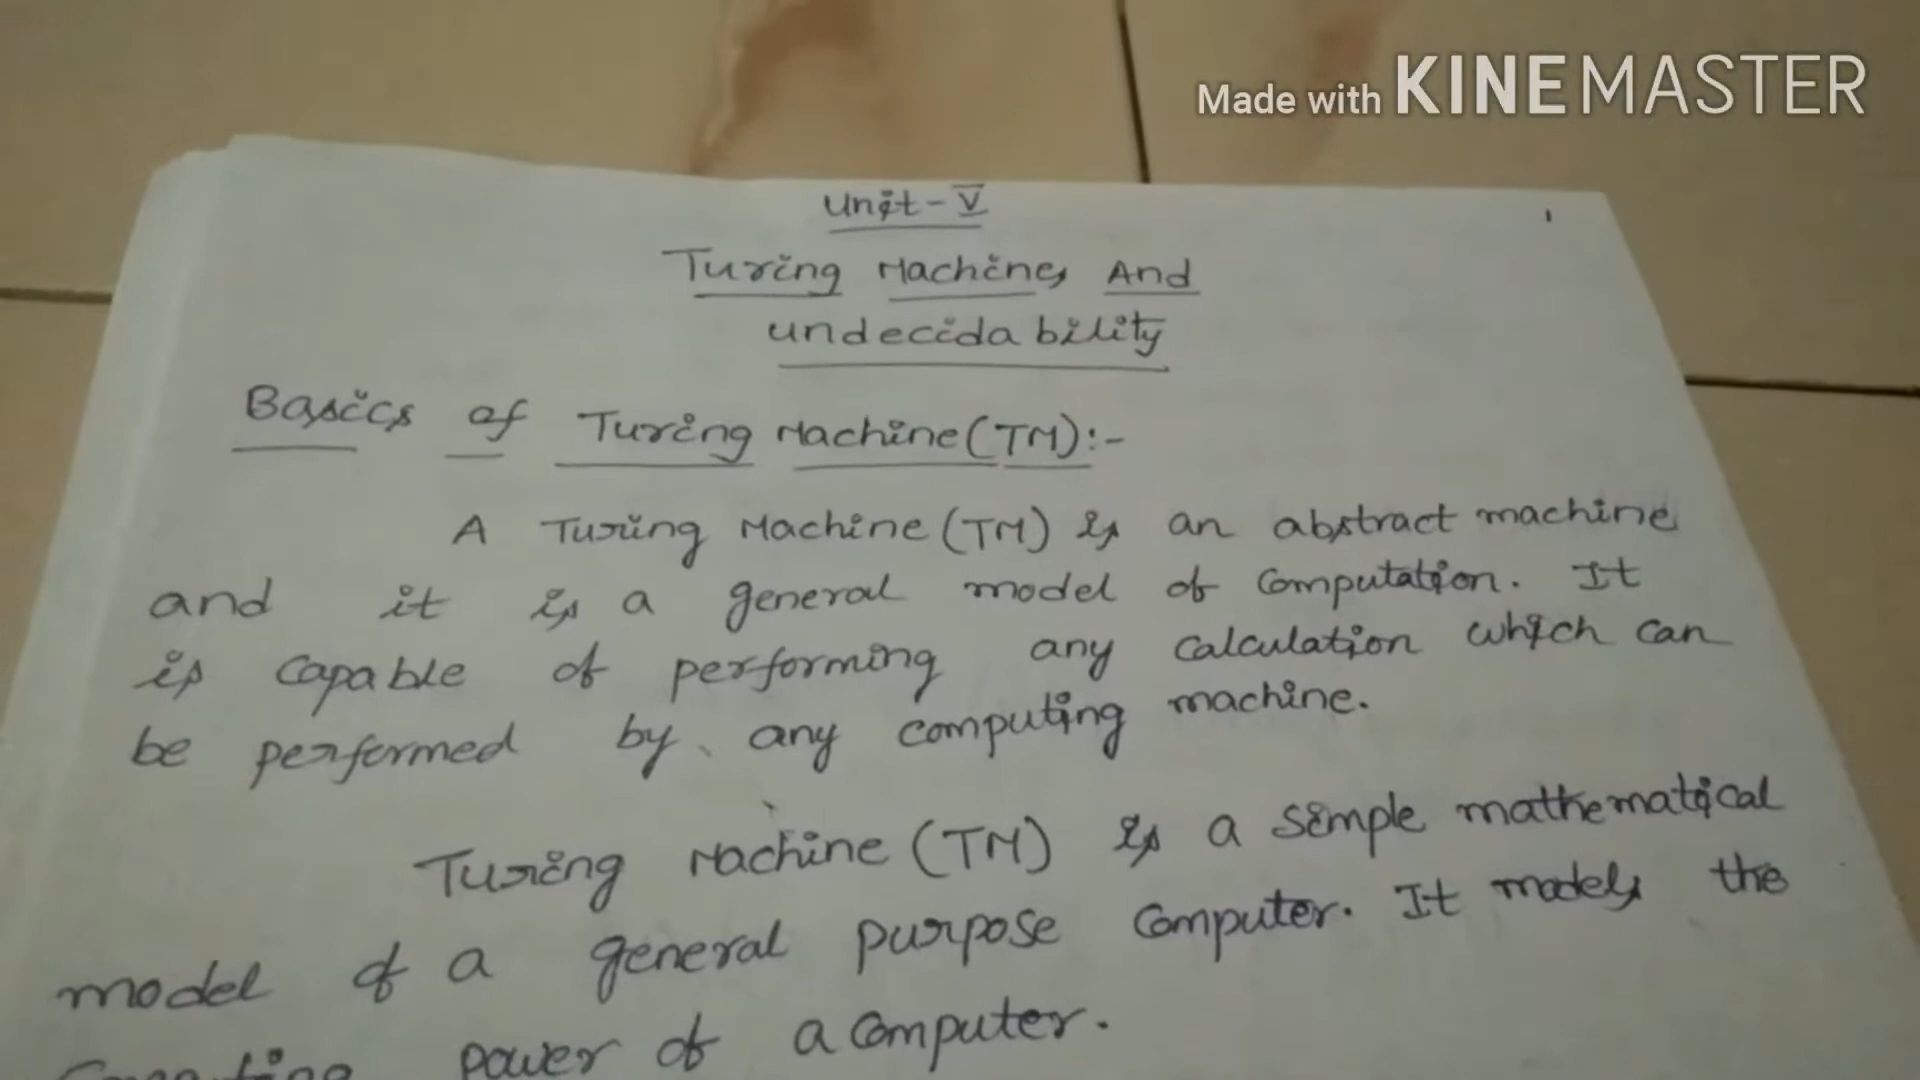 Made with KINEMASTER
Unit-V
1
Turing Machines And
undecidability
Basics of Turing Machine (TM):-
A Turing Machine (TM) is an abstract machine
and it is a general model of computation. It
is capable of performing any calculation which can
be performed by any computing machine.
Turing Machine (TM) is a simple mathematical
model of a general purpose computer. It models the
Computing power of a computer.